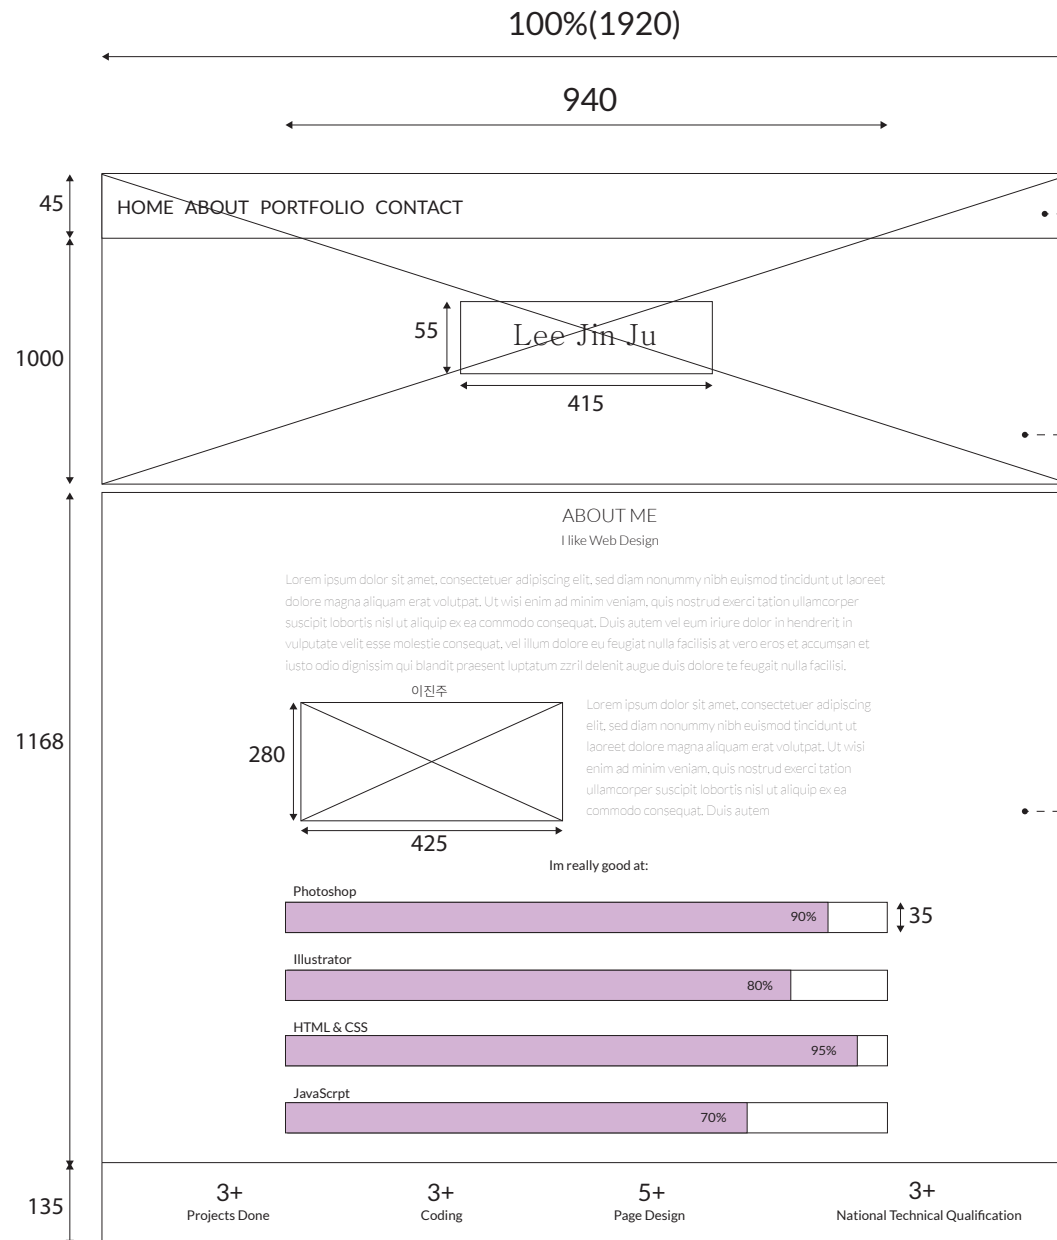 100%(1920)
940
45
HOME ABOUT PORTFOLIO CONTACT
1000
55
Lee Jin Ju
415
ABOUT ME
I like Web Design
Lorem ipsum dolor sit amet, consectetuer adipiscing elit, sed diam nonummy nibh euismod tincidunt ut laoreet
dolore magna aliquam erat volutpat. Ut wisi enim ad minim veniam, quis nostrud exerci tation ullamcorper
suscipit lobortis nisl ut aliquip ex ea commodo consequat. Duis autem vel eum iriure dolor in hendrerit in
vulputate velit esse molestie consequat, vel illum dolore eu feugiat nulla facilisis at vero eros et accumsan et
iusto odio dignissim qui blandit praesent luptatum zzril delenit augue duis dolore te feugait nulla facilisi.
이진주
1168
280
425
Lorem ipsum dolor sit amet, consectetuer adipiscing
elit, sed diam nonummy nibh euismod tincidunt ut
laoreet dolore magna aliquam erat volutpat. Ut wisi
enim ad minim veniam, quis nostrud exerci tation
ullamcorper suscipit lobortis nisl ut aliquip ex ea
commodo consequat. Duis autem
Im really good at:
Photoshop
90%
35
Illustrator
80%
HTML & CSS
95%
JavaScrpt
70%
135
3+
Projects Done
3+
Coding
5+
Page Design
3+
National Technical Qualification